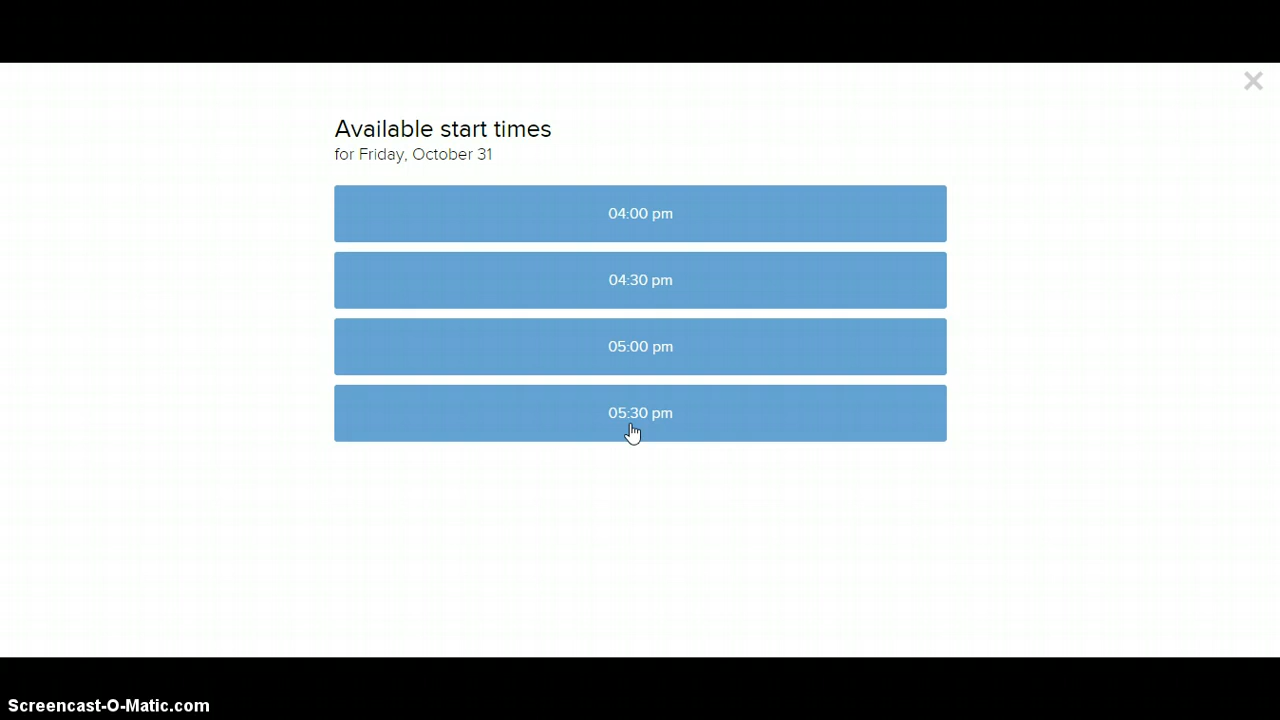 Available start times
for Friday, October 31
04:00 pm
04:30 pm
05:00 pm
05:30 pm
Screencast-O-Matic.com